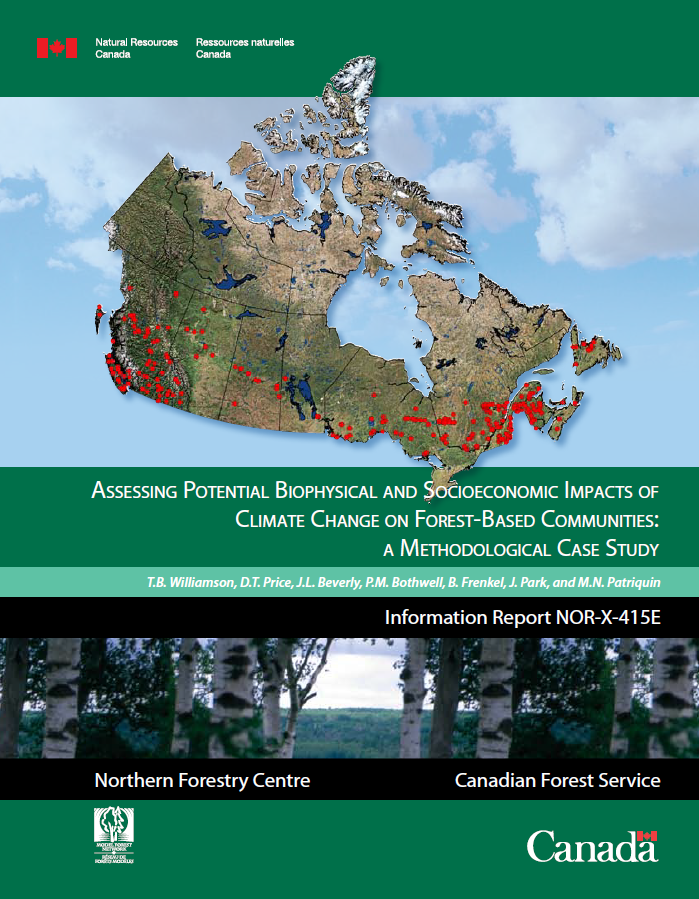 Natural Resources Ressources naturelles
Canada Canada
ASSESSING POTENTIAL BIOPHYSICAL AND SOCIOECONOMIC IMPACTS OF
CLIMATE CHANGE ON FOREST-BASED COMMUNITIES:
A METHODOLOGICAL CASE STUDY
T.B. Williamson, D.T. Price, J.L. Beverly, P.M. Bothwell, B. Frenkel, J. Park, and M.N. Patriquin
Information Report NOR-X-415E
Northern Forestry Centre Canadian Forest Service
MODEL FOREST
NETWORK
RÉSEAU DE
FORÊTS MODÈLES
Canada